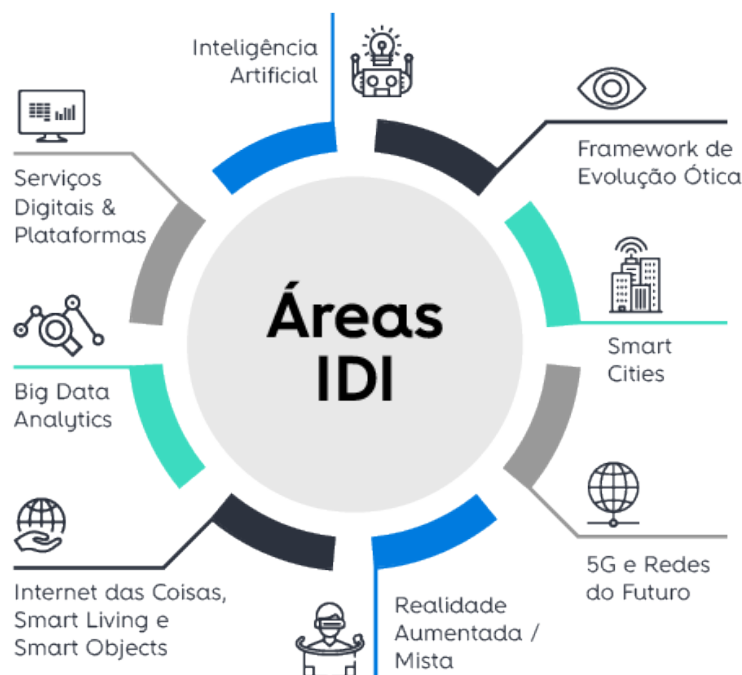 Áreas
IDI
Inteligência
Artificial
Framework de
Evolução Ótica
Smart
Cities
5G e Redes
do Futuro
Realidade
Aumentada /
Mista
Internet das Coisas,
Smart Living e
Smart Objects
Big Data
Analytics
Serviços
Digitais &
Plataformas